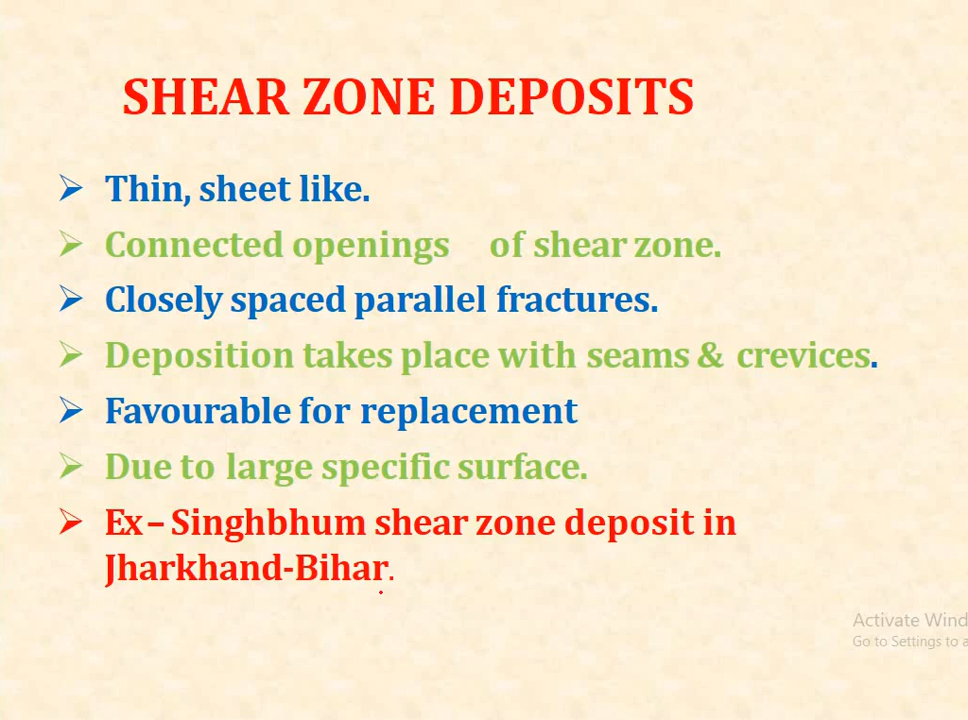 SHEAR ZONE DEPOSITS
Thin, sheet like.
Connected openings of shear zone.
Closely spaced parallel fractures.
Deposition takes place with seams & crevices.
Favourable for replacement
Due to large specific surface.
Ex – Singhbhum shear zone deposit in
Jharkhand-Bihar.
Activate Wind
Go to Settings to a